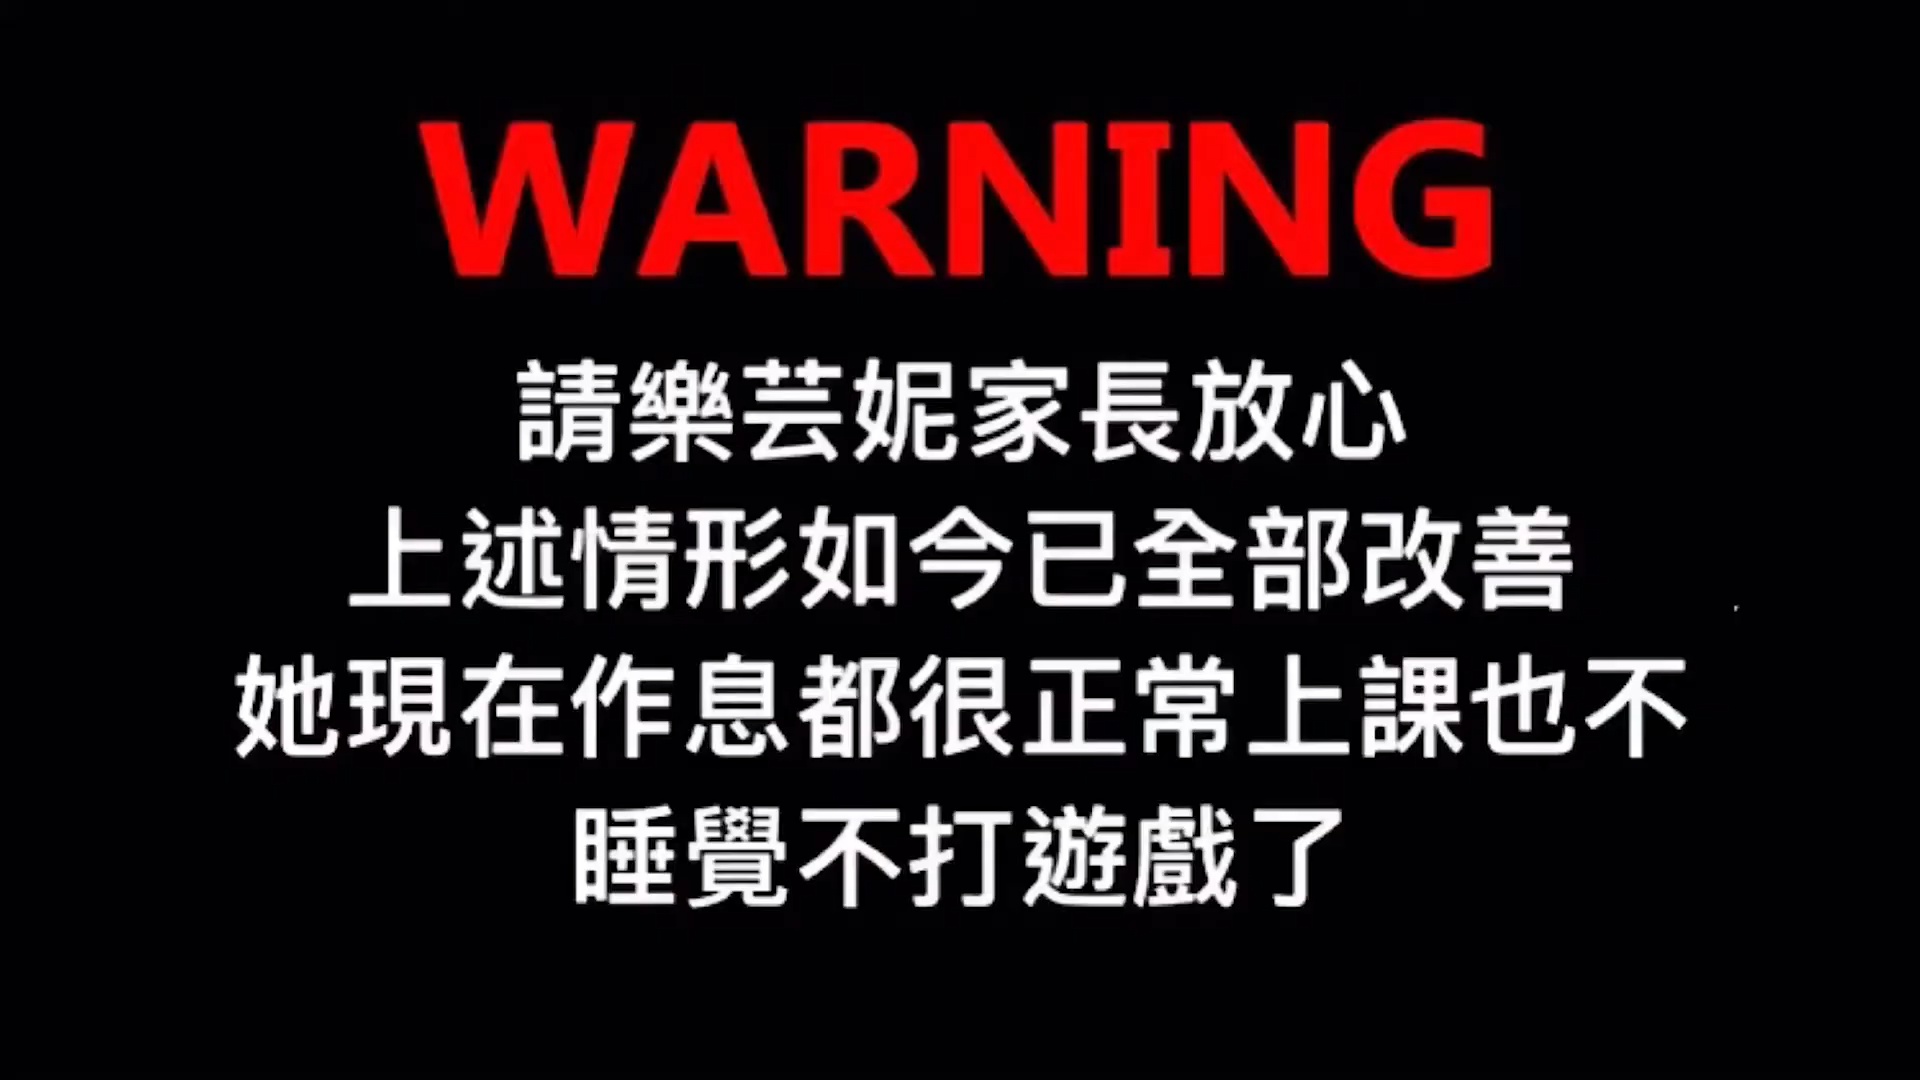 WARNING
請樂芸妮家長放心
上述情形如今已全部改善
她現在作息都很正常上課也不
睡覺不打遊戲了